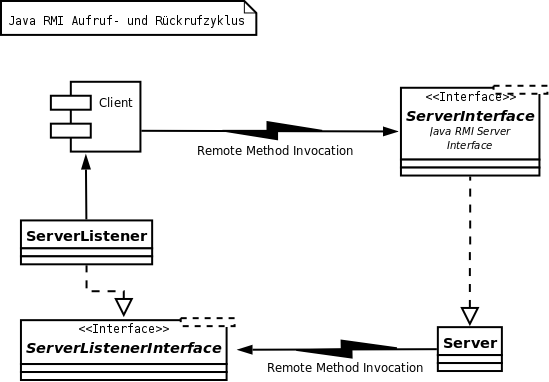 Java RMI Aufruf- und Rückrufzyklus
Client
<<Interface>>
ServerInterface
Java RMI Server
Interface
Remote Method Invocation
ServerListener
<<Interface>>
ServerListenerInterface
Server
Remote Method Invocation